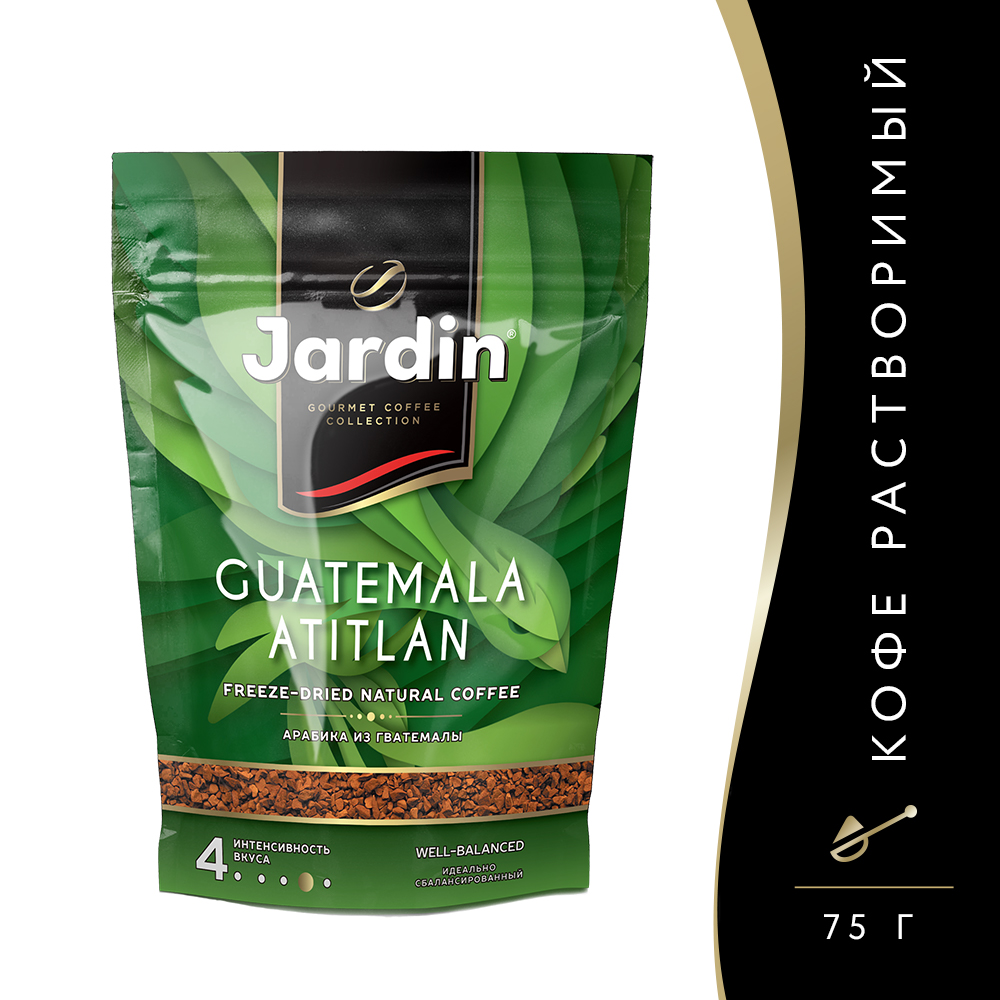 Jardin®
GOURMET COFFEE
COLLECTION
GUATEMALA
ATITLAN
FREEZE-DRIED NATURAL COFFEE
АРАБИКА ИЗ ГВАТЕМАЛЫ
4 ИНТЕНСИВНОСТЬ
ВКУСА
WELL-BALANCED
ИДЕАЛЬНО
СБАЛАНСИРОВАННЫЙ
КОФЕ РАСТВОРИМЫЙ
75 Г